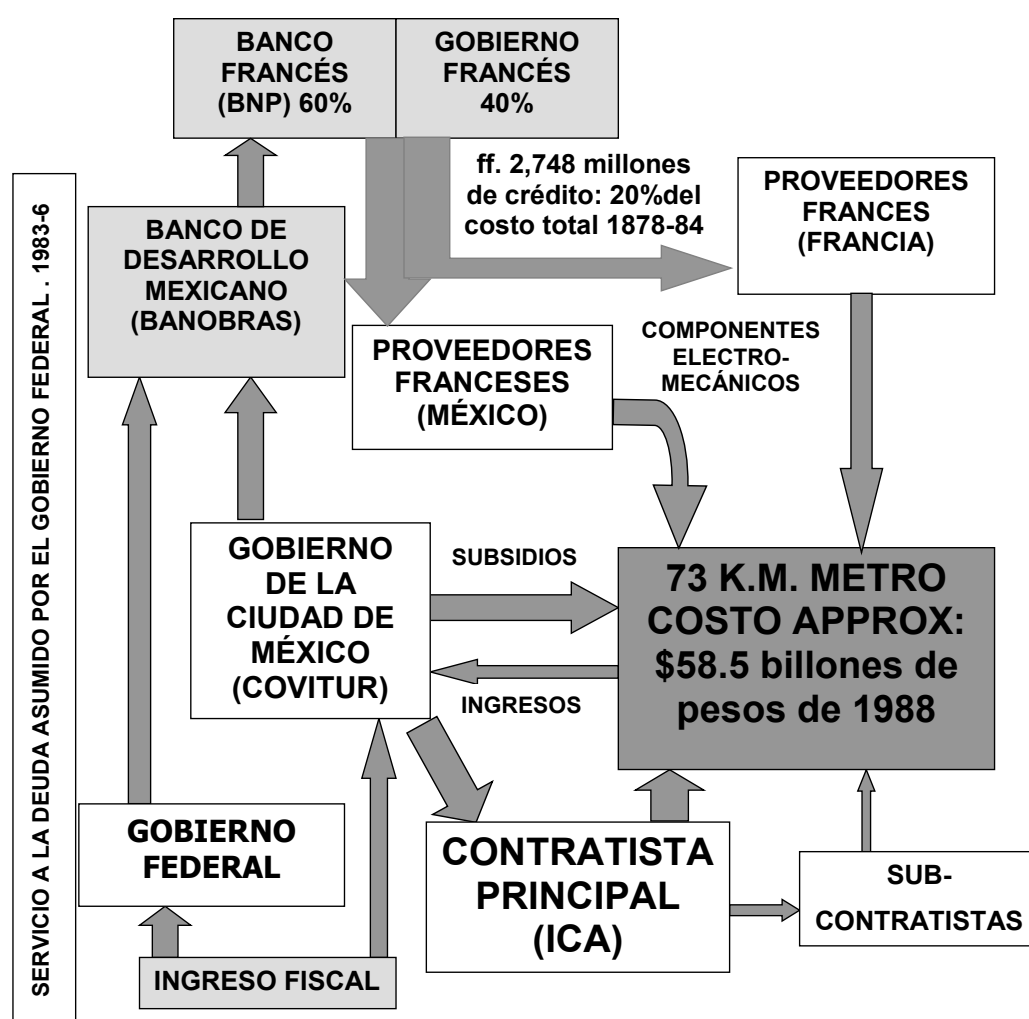 BANCO
FRANCÉS
(BNP) 60%
GOBIERNO
FRANCÉS
40%
ff. 2,748 millones
de crédito: 20%del
costo total 1878-84
PROVEEDORES
FRANCES
(FRANCIA)
SERVICIO A LA DEUDA ASUMIDO POR EL GOBIERNO FEDERAL . 1983-6
BANCO DE
DESARROLLO
MEXICANO
(BANOBRAS)
PROVEEDORES
FRANCESES
(MÉXICO)
COMPONENTES
ELECTRO-
MECÁNICOS
GOBIERNO
DE LA
CIUDAD DE
MÉXICO
(COVITUR)
SUBSIDIOS
INGRESOS
73 K.M. METRO
COSTO APPROX:
$58.5 billones de
pesos de 1988
GOBIERNO
FEDERAL
CONTRATISTA
PRINCIPAL
(ICA)
SUB-
CONTRATISTAS
INGRESO FISCAL